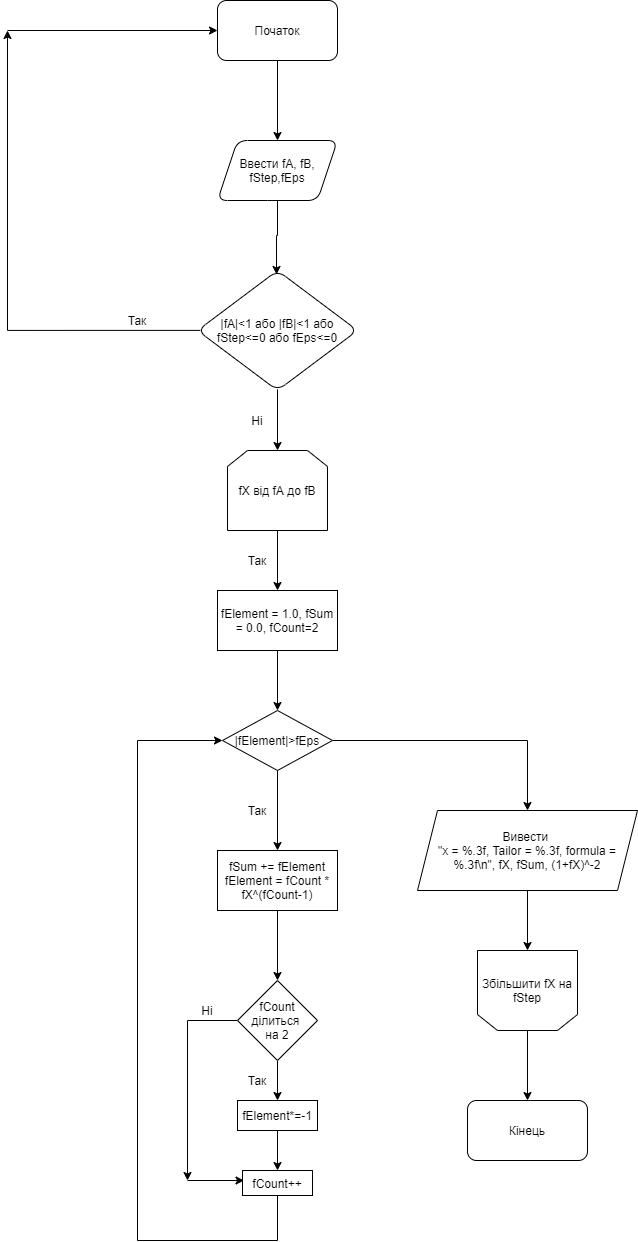 Початок
Ввести fA, fB,
fStep,fEps
|fA|<1 або |fB|<1 або
fStep<=0 або fEps<=0
Так
Ні
fX від fA до fB
Так
fElement = 1.0, fSum
= 0.0, fCount=2
|fElement|>fEps
Так
fSum += fElement
fElement = fCount *
fX^(fCount-1)
fCount
ділиться
на 2
Ні
Так
fElement*=-1
fCount++
Вивести
"x = %.3f, Tailor = %.3f, formula =
%.3f\n", fX, fSum, (1+fX)^-2
Збільшити fX на
fStep
Кінець